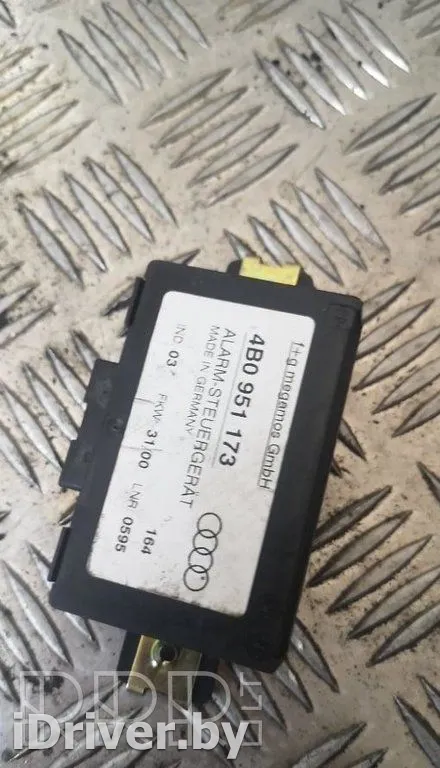 f+g megamos GmbH
4B0 951 173
ALARM-STEUERGERÄT
MADE IN GERMANY
IND 03 FKW 31/00 LNR 0595
164
iDriver.by